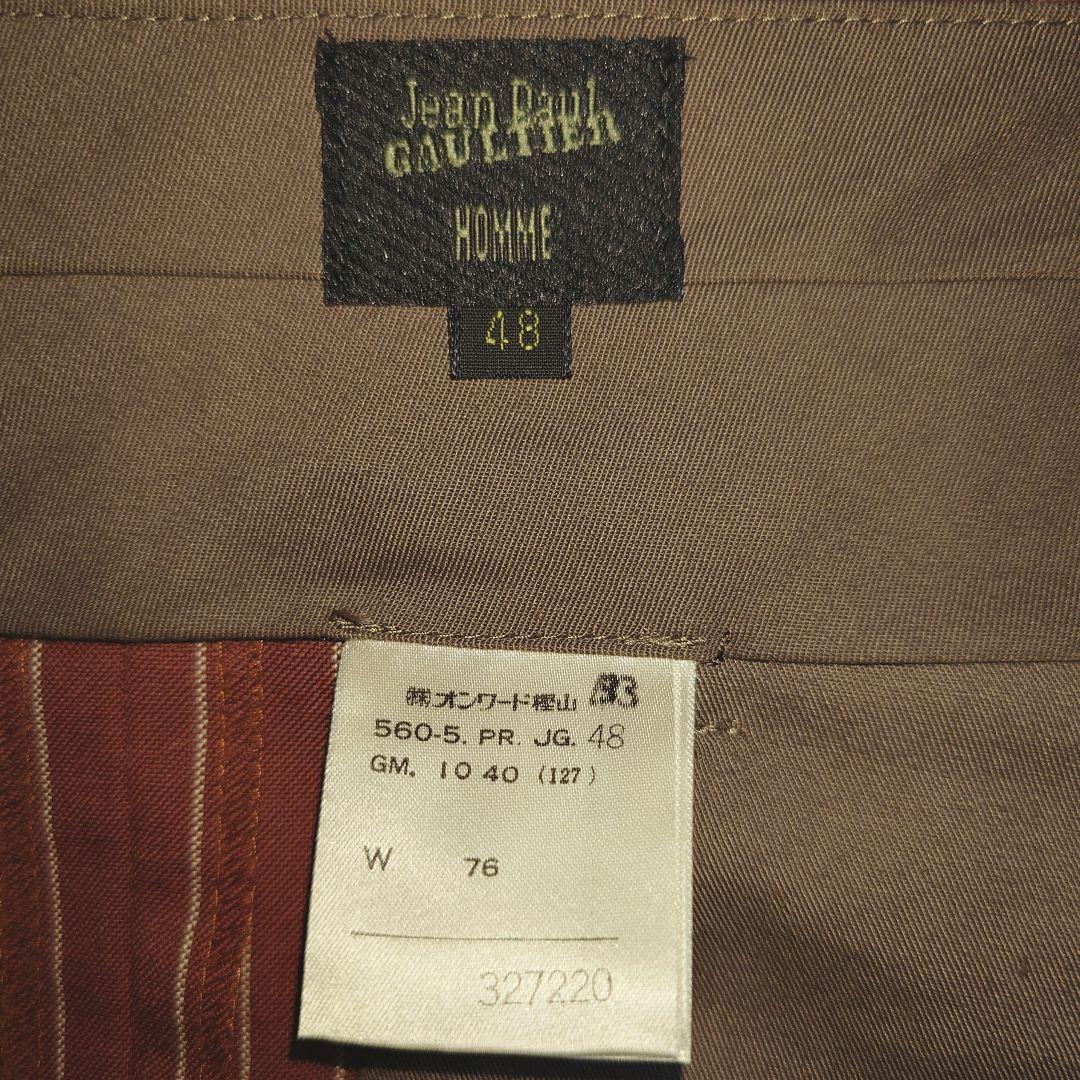 Jean Paul
GAULTIER
HOMME
48
㈱オンワード樫山
560-5. PR. JG. 48
GM. 10 40 (127)
W 76
327220